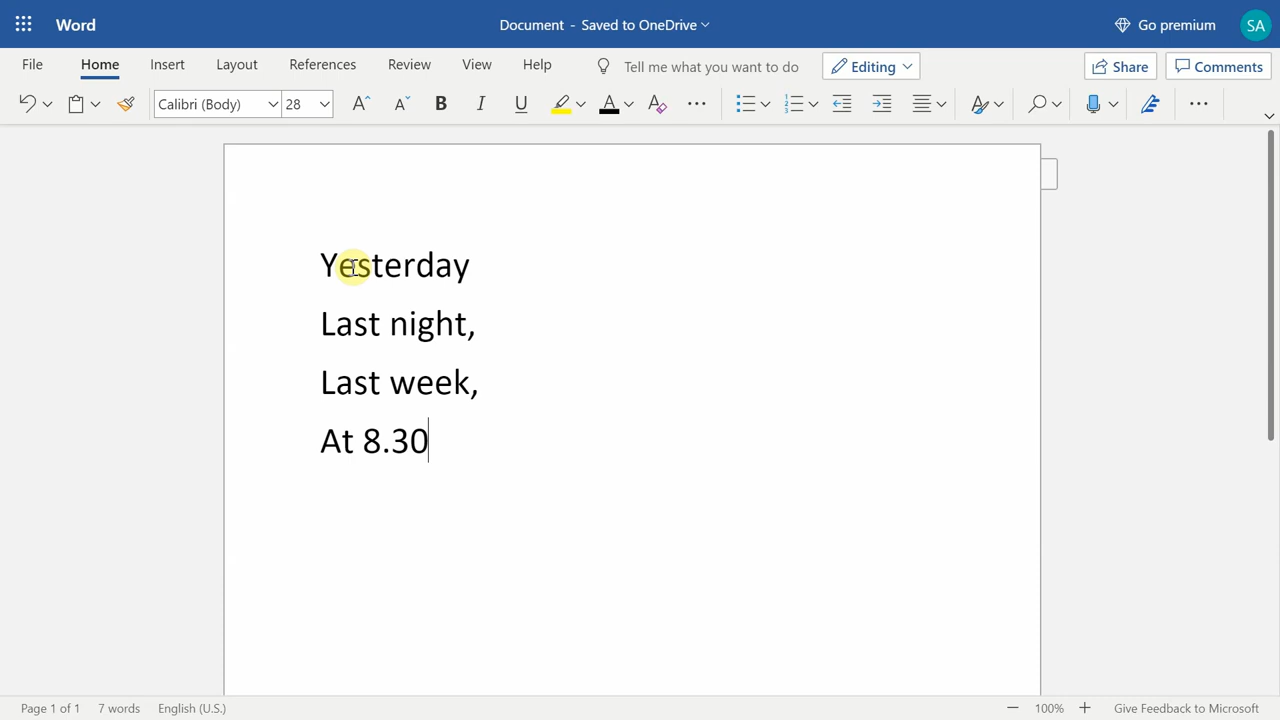 Word
Document - Saved to OneDrive
Go premium
SA
File
Home
Insert
Layout
References
Review
View
Help
Tell me what you want to do
Editing
Share
Comments
Calibri (Body)
28
Yesterday
Last night,
Last week,
At 8.30
Page 1 of 1
7 words
English (U.S.)
100%
Give Feedback to Microsoft